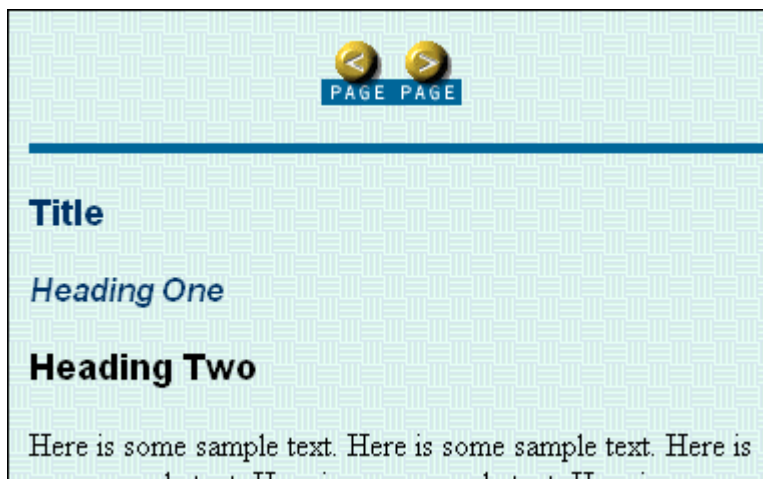 < >
PAGE PAGE
Title
Heading One
Heading Two
Here is some sample text. Here is some sample text. Here is